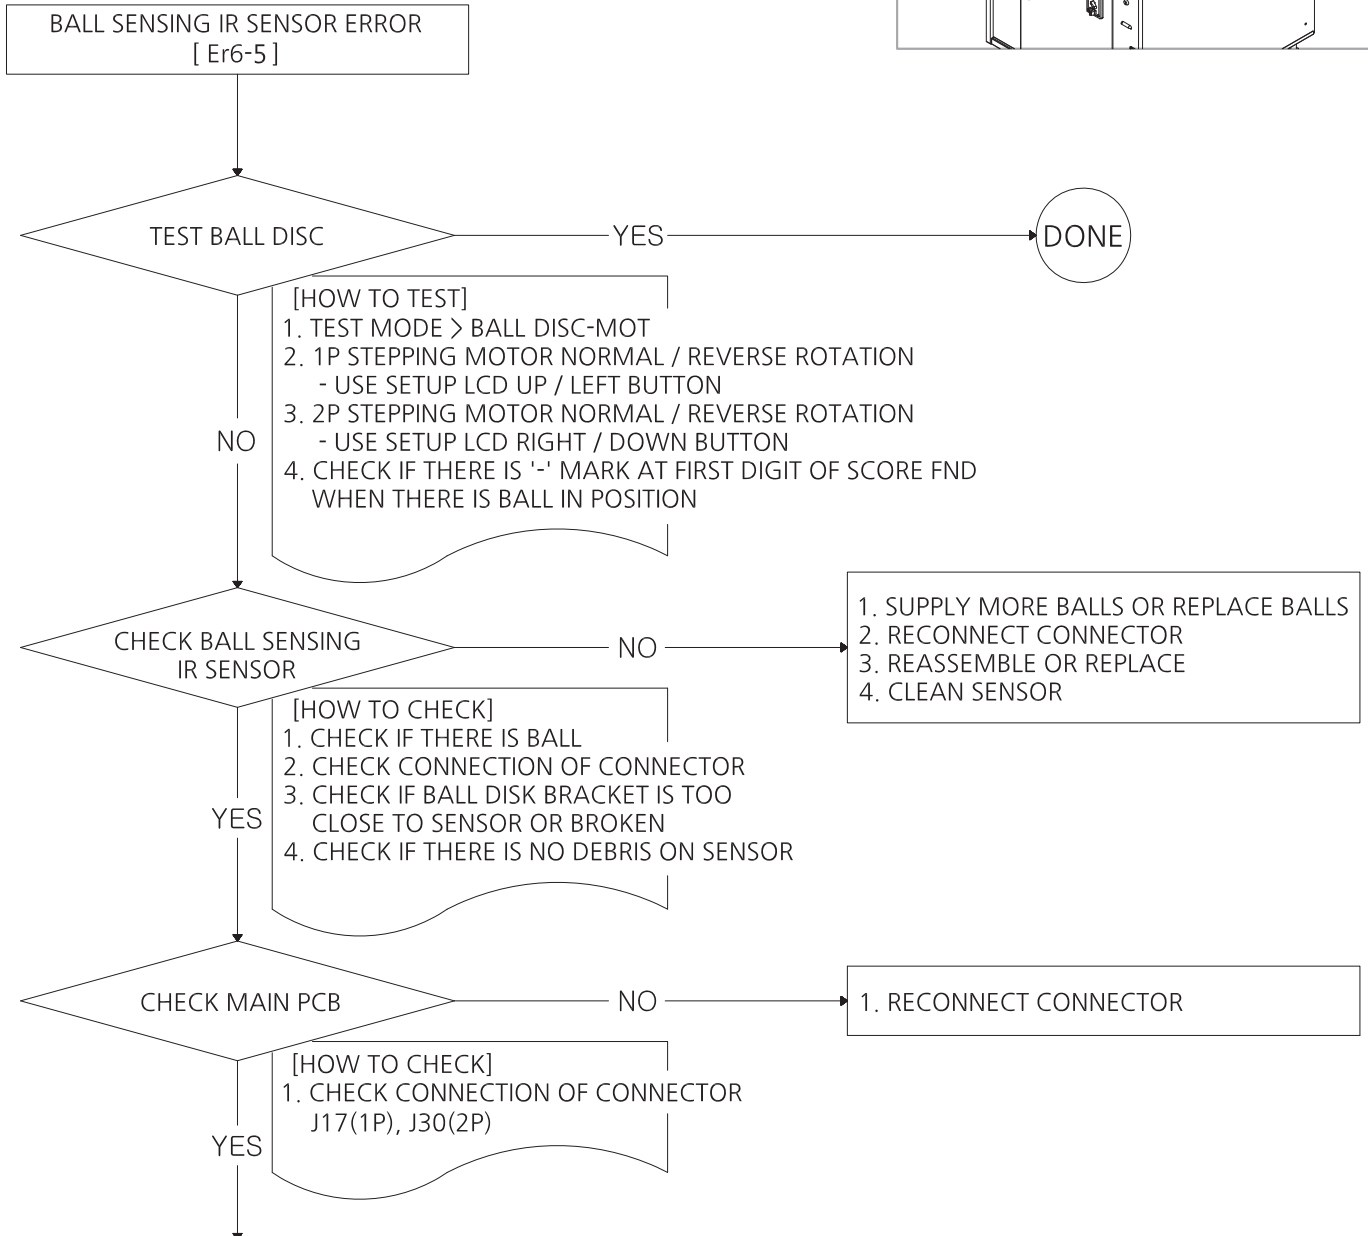 BALL SENSING IR SENSOR ERROR
[ Er6-5 ]
TEST BALL DISC
YES
DONE
[HOW TO TEST]
1. TEST MODE > BALL DISC-MOT
2. 1P STEPPING MOTOR NORMAL / REVERSE ROTATION
- USE SETUP LCD UP / LEFT BUTTON
3. 2P STEPPING MOTOR NORMAL / REVERSE ROTATION
- USE SETUP LCD RIGHT / DOWN BUTTON
4. CHECK IF THERE IS '-' MARK AT FIRST DIGIT OF SCORE FND
WHEN THERE IS BALL IN POSITION
NO
CHECK BALL SENSING
IR SENSOR
NO
1. SUPPLY MORE BALLS OR REPLACE BALLS
2. RECONNECT CONNECTOR
3. REASSEMBLE OR REPLACE
4. CLEAN SENSOR
[HOW TO CHECK]
1. CHECK IF THERE IS BALL
2. CHECK CONNECTION OF CONNECTOR
3. CHECK IF BALL DISK BRACKET IS TOO
CLOSE TO SENSOR OR BROKEN
4. CHECK IF THERE IS NO DEBRIS ON SENSOR
YES
CHECK MAIN PCB
NO
1. RECONNECT CONNECTOR
[HOW TO CHECK]
1. CHECK CONNECTION OF CONNECTOR
J17(1P), J30(2P)
YES